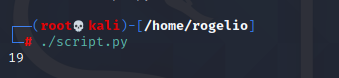 ┌──(root💀kali)-[/home/rogelio]
└─# ./script.py
19